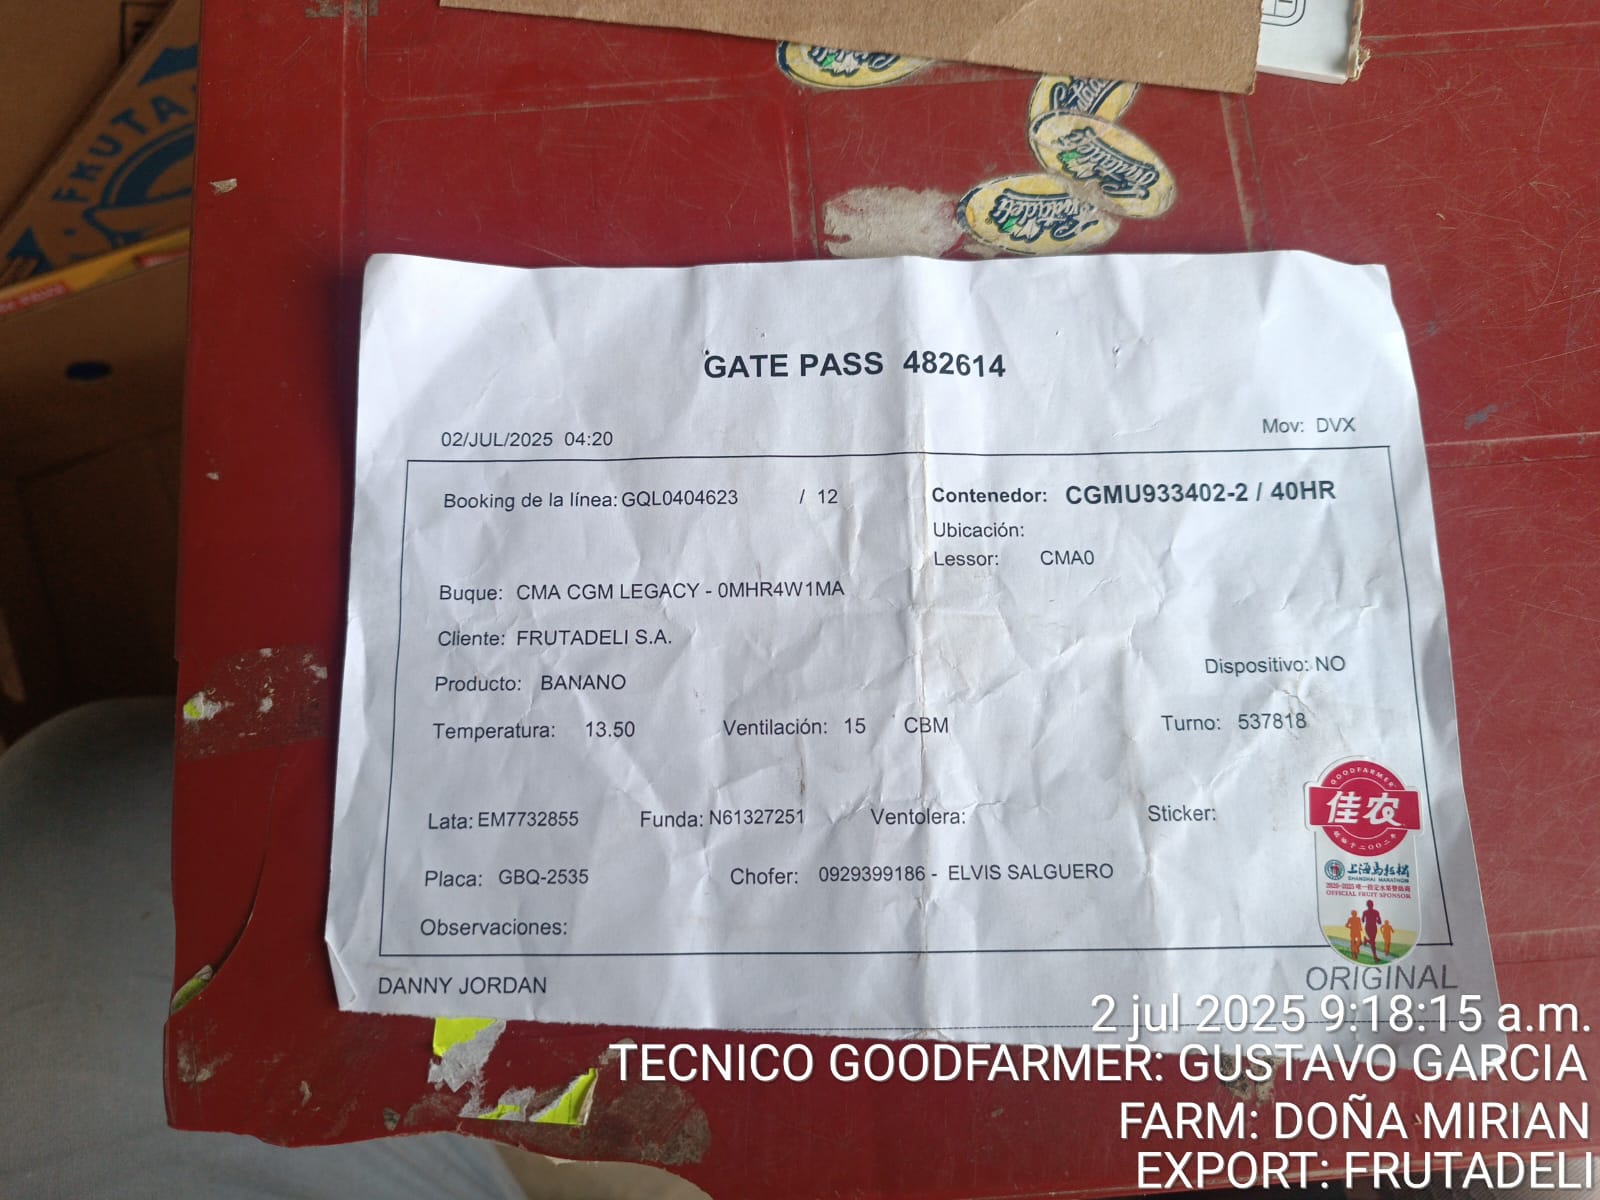 FRUTA
Frutadeli
Frutadeli
GATE PASS 482614
02/JUL/2025 04:20
Mov: DVX
Booking de la línea: GQL0404623 / 12
Contenedor: CGMU933402-2 / 40HR
Ubicación:
Lessor: CMA0
Buque: CMA CGM LEGACY - 0MHR4W1MA
Cliente: FRUTADELI S.A.
Dispositivo: NO
Producto: BANANO
Temperatura: 13.50 Ventilación: 15 CBM Turno: 537818
Lata: EM7732855 Funda: N61327251 Ventolera: Sticker:
Placa: GBQ-2535 Chofer: 0929399186 - ELVIS SALGUERO
Observaciones:
GOODFARMER
佳农
上海马拉松
SHANGHAI MARATHON
OFFICIAL FRUIT SPONSOR
DANNY JORDAN
ORIGINAL
2 jul 2025 9:18:15 a.m.
TECNICO GOODFARMER: GUSTAVO GARCIA
FARM: DOÑA MIRIAN
EXPORT: FRUTADELI